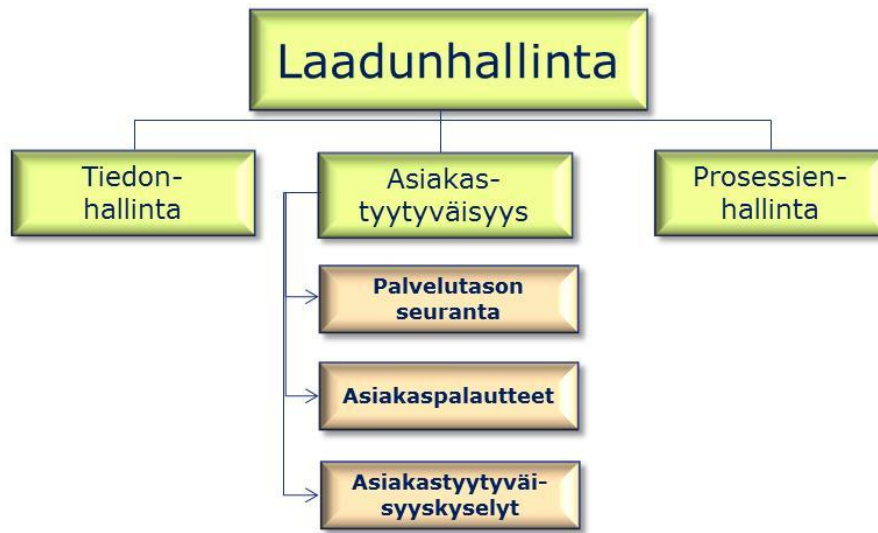 Laadunhallinta
Tiedon-
hallinta
Asiakas-
tyytyväisyys
Prosessien-
hallinta
Palvelutason
seuranta
Asiakaspalautteet
Asiakastyytyväi-
syyskyselyt